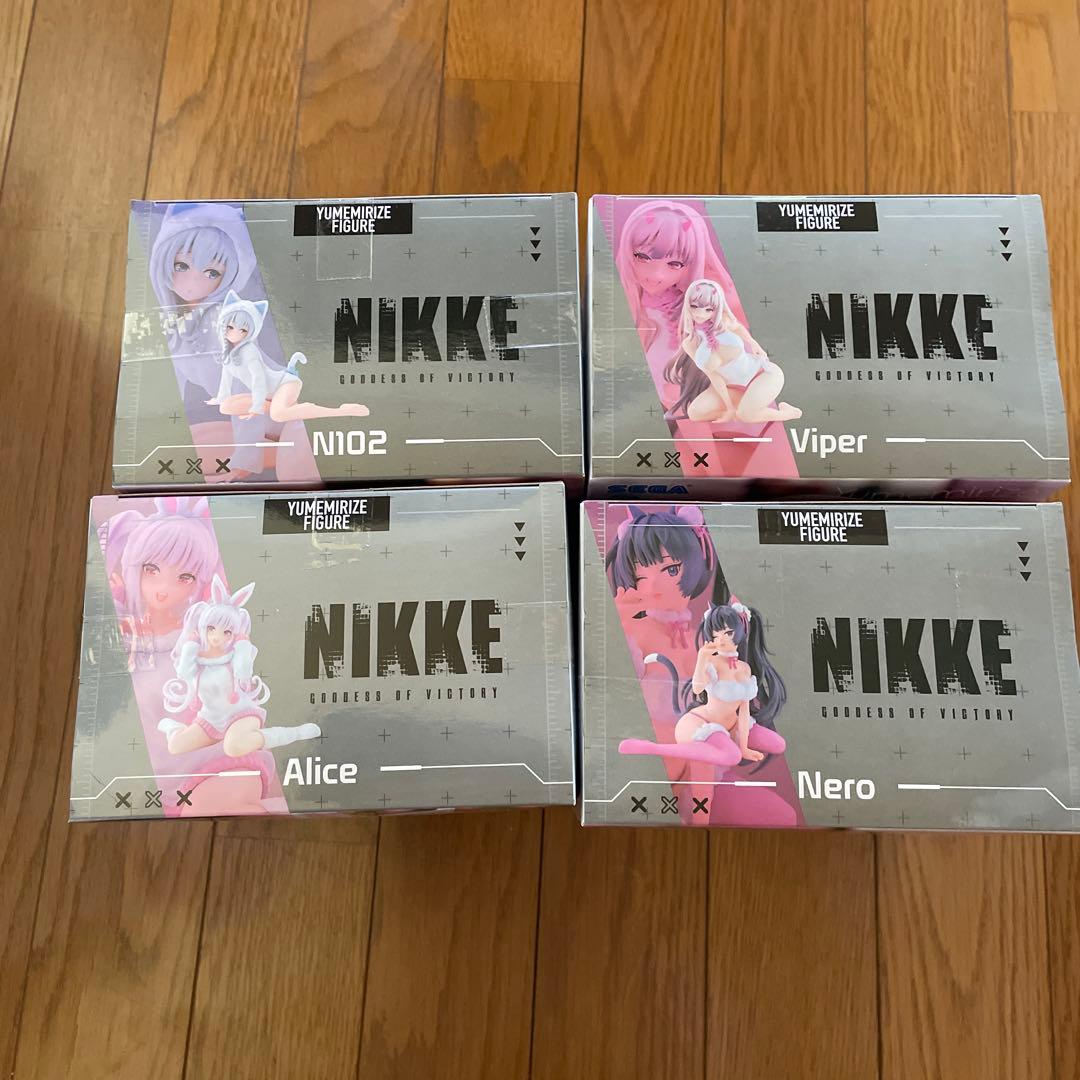 YUMEMIRIZE
FIGURE
NIKKE
GODDESS OF VICTORY
N102
YUMEMIRIZE
FIGURE
NIKKE
GODDESS OF VICTORY
Viper
SEGA
YUMEMIRIZE
FIGURE
NIKKE
GODDESS OF VICTORY
Alice
YUMEMIRIZE
FIGURE
NIKKE
GODDESS OF VICTORY
Nero